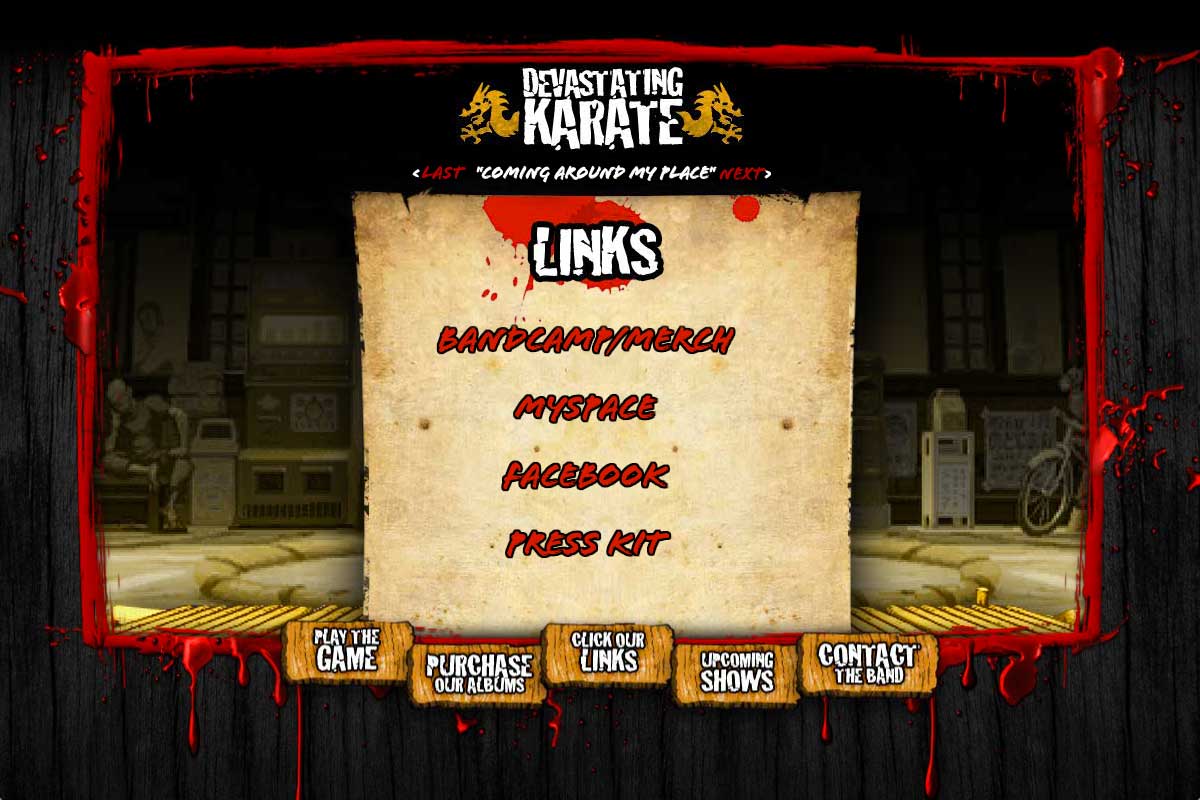 DEVASTATING
KARATE
<LAST "COMING AROUND MY PLACE" NEXT>
LINKS
BANDCAMP/MERCH
MYSPACE
FACEBOOK
PRESS KIT
PLAY THE
GAME
PURCHASE
OUR ALBUMS
CLICK OUR
LINKS
UPCOMING
SHOWS
CONTACT
THE BAND